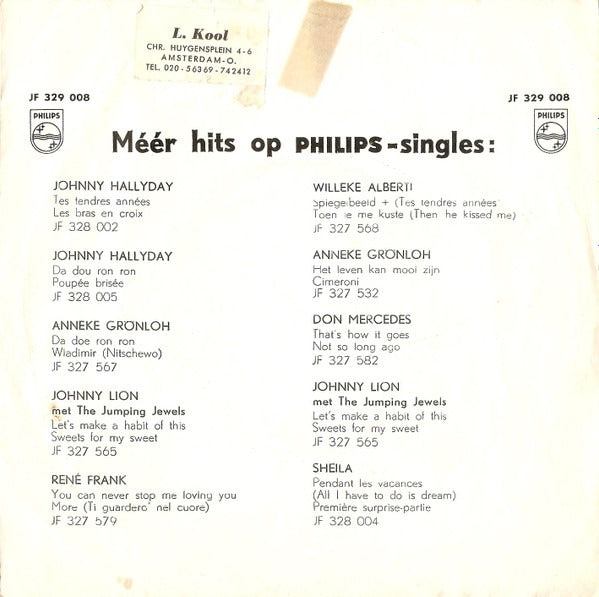 L. Kool
CHR. HUYGENSPLEIN 4-6
AMSTERDAM-O.
TEL. 020 - 56369 - 742412
JF 329 008
JF 329 008
PHILIPS
PHILIPS
Méér hits op PHILIPS-singles:
JOHNNY HALLYDAY
Tes tendres années
Les bras en croix
JF 328 002
JOHNNY HALLYDAY
Da dou ron ron
Poupée brisée
JF 328 005
ANNEKE GRÖNLOH
Da doe ron ron
Wladimir (Nitschewo)
JF 327 567
JOHNNY LION
met The Jumping Jewels
Let's make a habit of this
Sweets for my sweet
JF 327 565
RENÉ FRANK
You can never stop me loving you
More (Ti guardero' nel cuore)
JF 327 579
WILLEKE ALBERTI
Spiegelbeeld + (Tes tendres années
Toen ie me kuste (Then he kissed me)
JF 327 568
ANNEKE GRÖNLOH
Het leven kan mooi zijn
Cimeroni
JF 327 532
DON MERCEDES
That's how it goes
Not so long ago
JF 327 582
JOHNNY LION
met The Jumping Jewels
Let's make a habit of this
Sweets for my sweet
JF 327 565
SHEILA
Pendant les vacances
(All I have to do is dream)
Première surprise-partie
JF 328 004